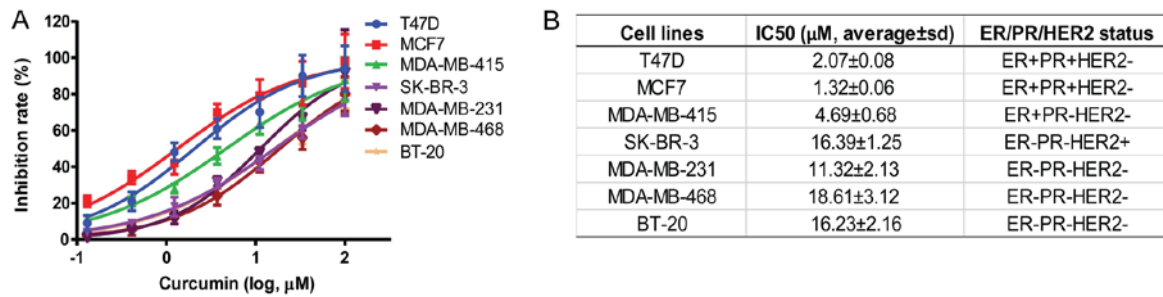 A
Inhibition rate (%)
120
100
80
60
40
20
0
-1
0
1
2
Curcumin (log, μM)
T47D
MCF7
MDA-MB-415
SK-BR-3
MDA-MB-231
MDA-MB-468
BT-20
B
Cell lines IC50 (μM, average±sd) ER/PR/HER2 status
T47D 2.07±0.08 ER+PR+HER2-
MCF7 1.32±0.06 ER+PR+HER2-
MDA-MB-415 4.69±0.68 ER+PR-HER2-
SK-BR-3 16.39±1.25 ER-PR-HER2+
MDA-MB-231 11.32±2.13 ER-PR-HER2-
MDA-MB-468 18.61±3.12 ER-PR-HER2-
BT-20 16.23±2.16 ER-PR-HER2-